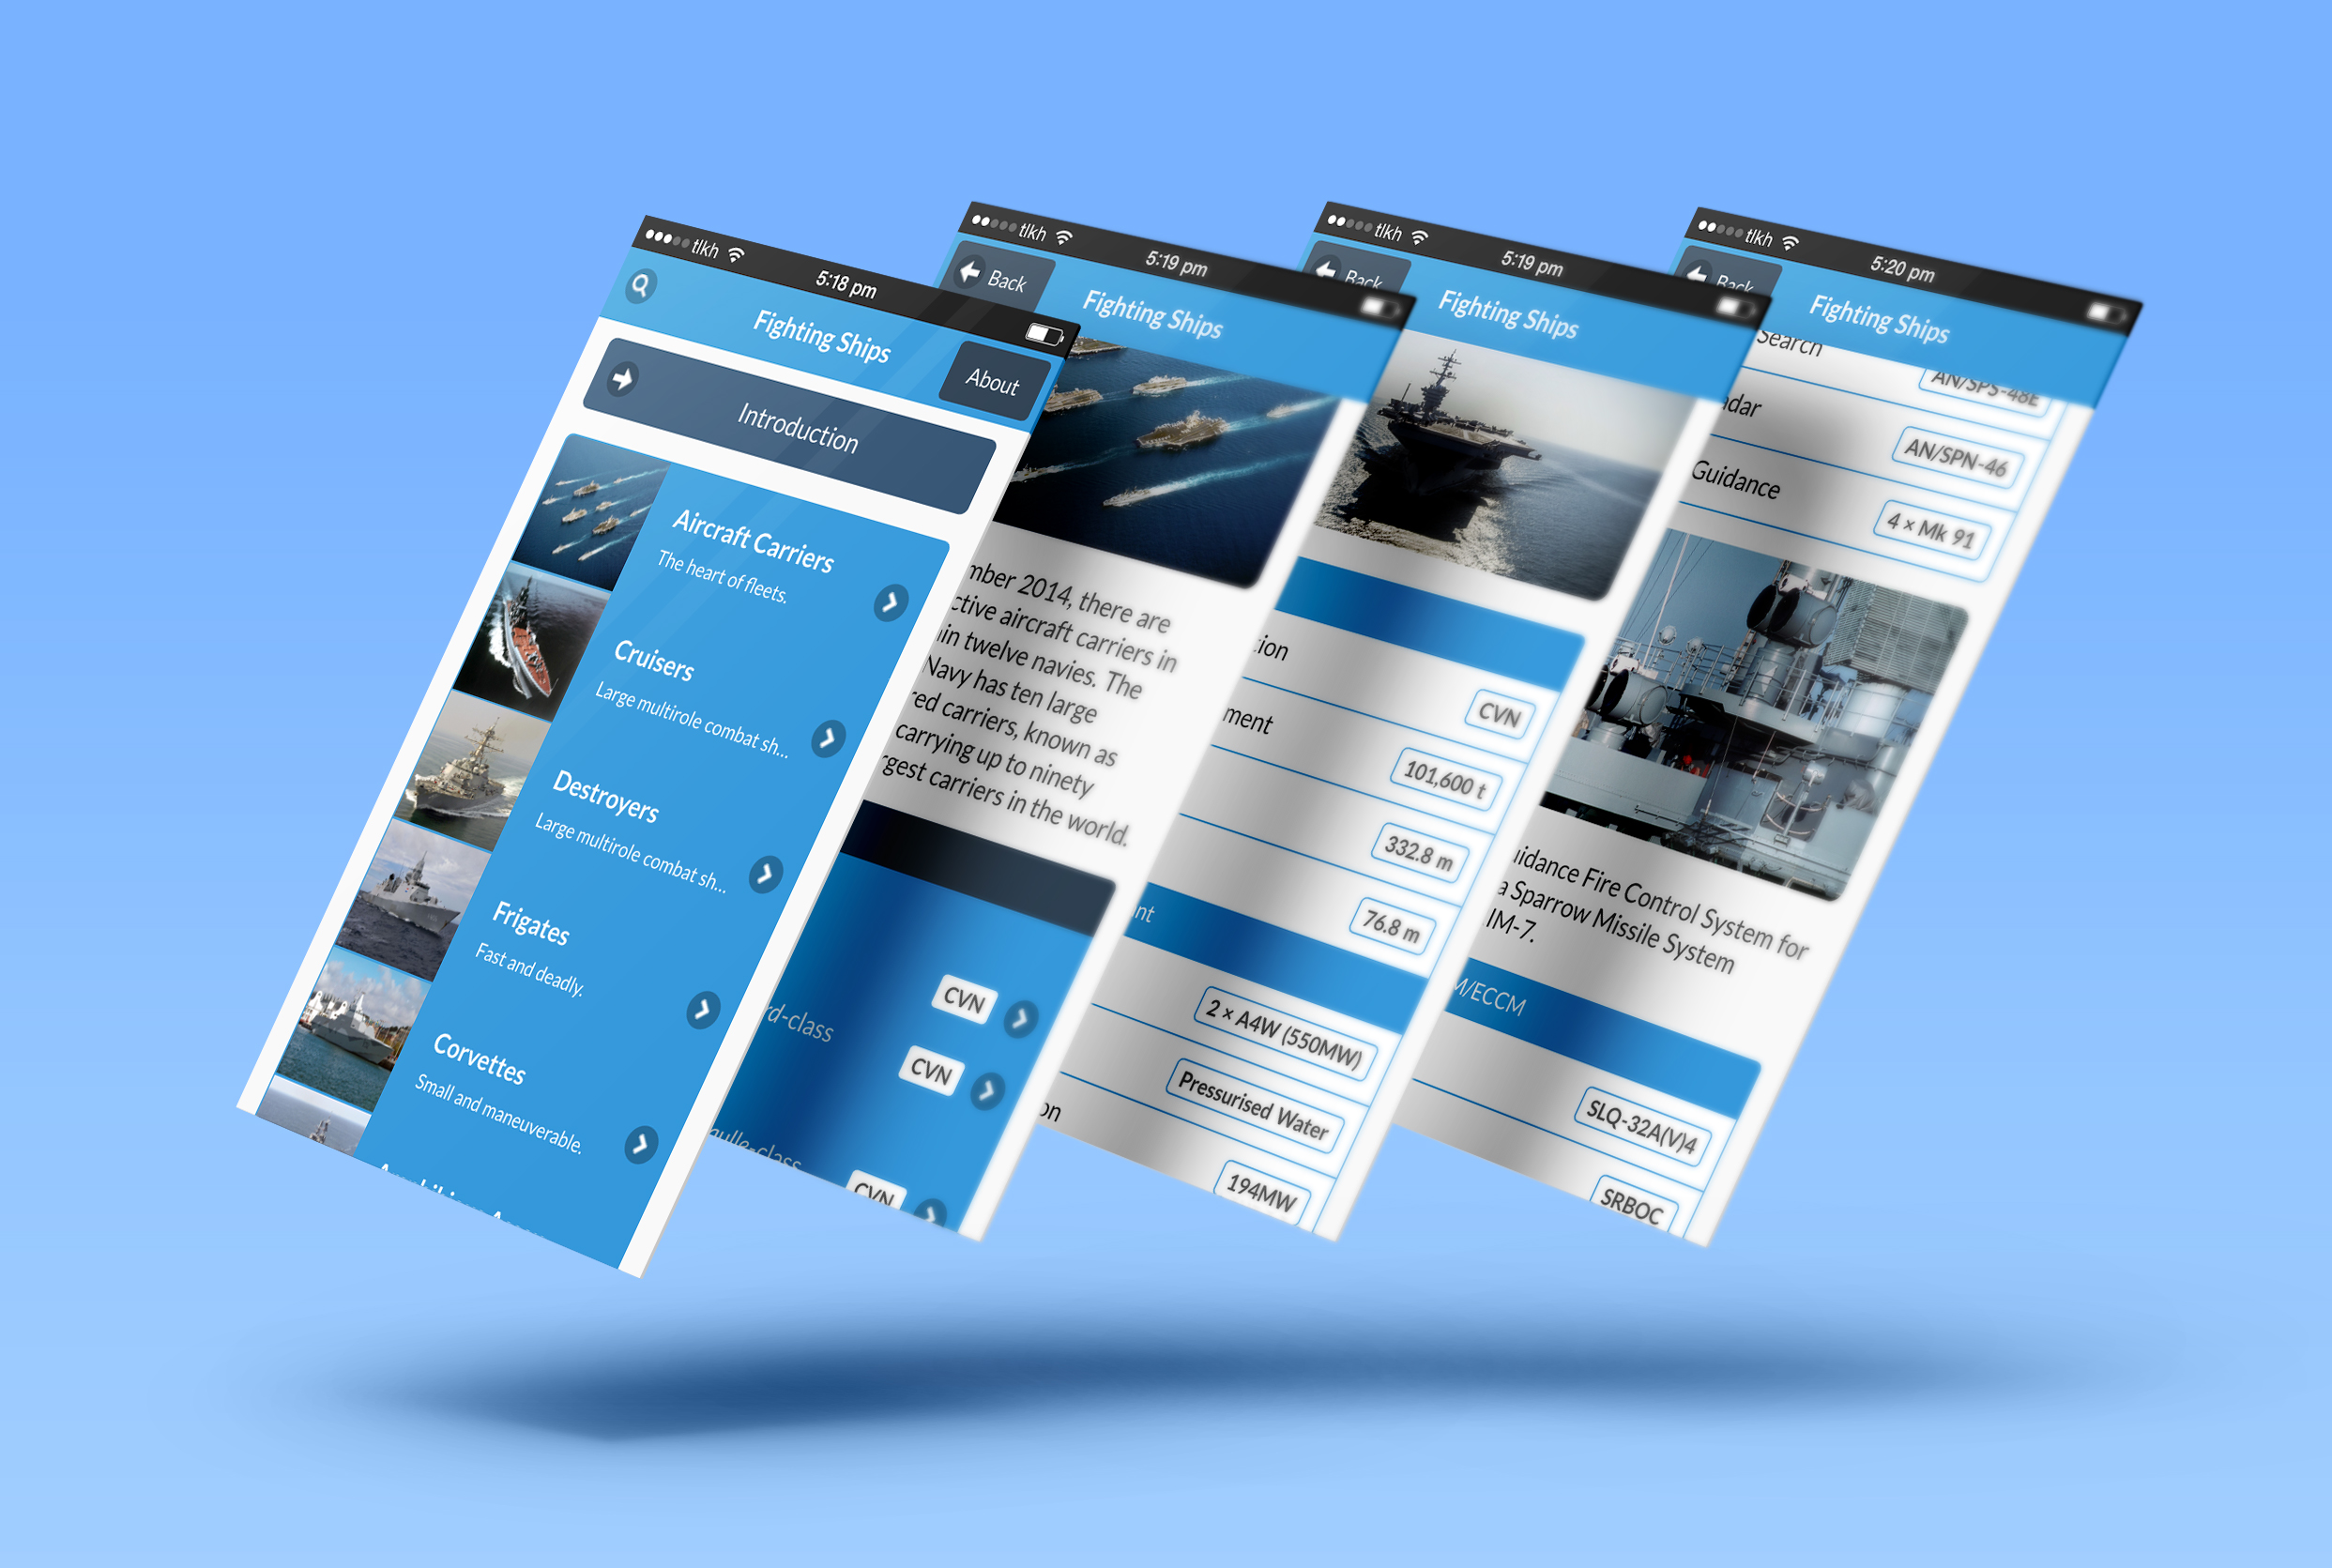 tlkh
5:18 pm
Fighting Ships
About
Introduction
Aircraft Carriers
The heart of fleets.
Cruisers
Large multirole combat sh...
Destroyers
Large multirole combat sh...
Frigates
Fast and deadly.
Corvettes
Small and maneuverable.
tlkh
5:19 pm
Back
Fighting Ships
mber 2014, there are
ctive aircraft carriers in
in twelve navies. The
Navy has ten large
red carriers, known as
carrying up to ninety
rgest carriers in the world.
CVN
rd-class
CVN
ulle-class
CVN
tlkh
5:19 pm
Back
Fighting Ships
tion
CVN
ment
101,600 t
332.8 m
76.8 m
nt
2 × A4W (550MW)
Pressurised Water
on
194MW
tlkh
5:20 pm
Back
Fighting Ships
Search
AN/SPS-48E
dar
AN/SPN-46
Guidance
4 × Mk 91
uidance Fire Control System for
a Sparrow Missile System
IM-7.
M/ECCM
SLQ-32A(V)4
SRBOC